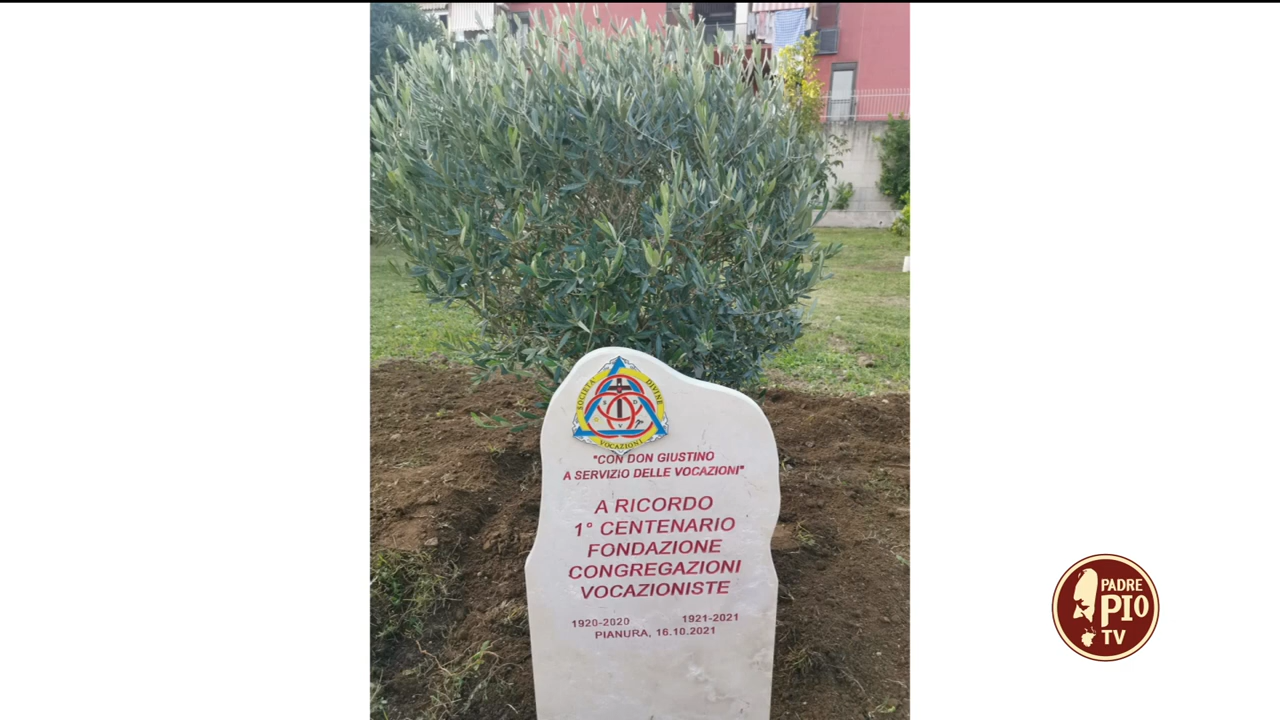 SOCIETA' DIVINE
VOCAZIONI
S D
V
"CON DON GIUSTINO
A SERVIZIO DELLE VOCAZIONI"
A RICORDO
1° CENTENARIO
FONDAZIONE
CONGREGAZIONI
VOCAZIONISTE
1920-2020 1921-2021
PIANURA, 16.10.2021
PADRE
PIO
TV